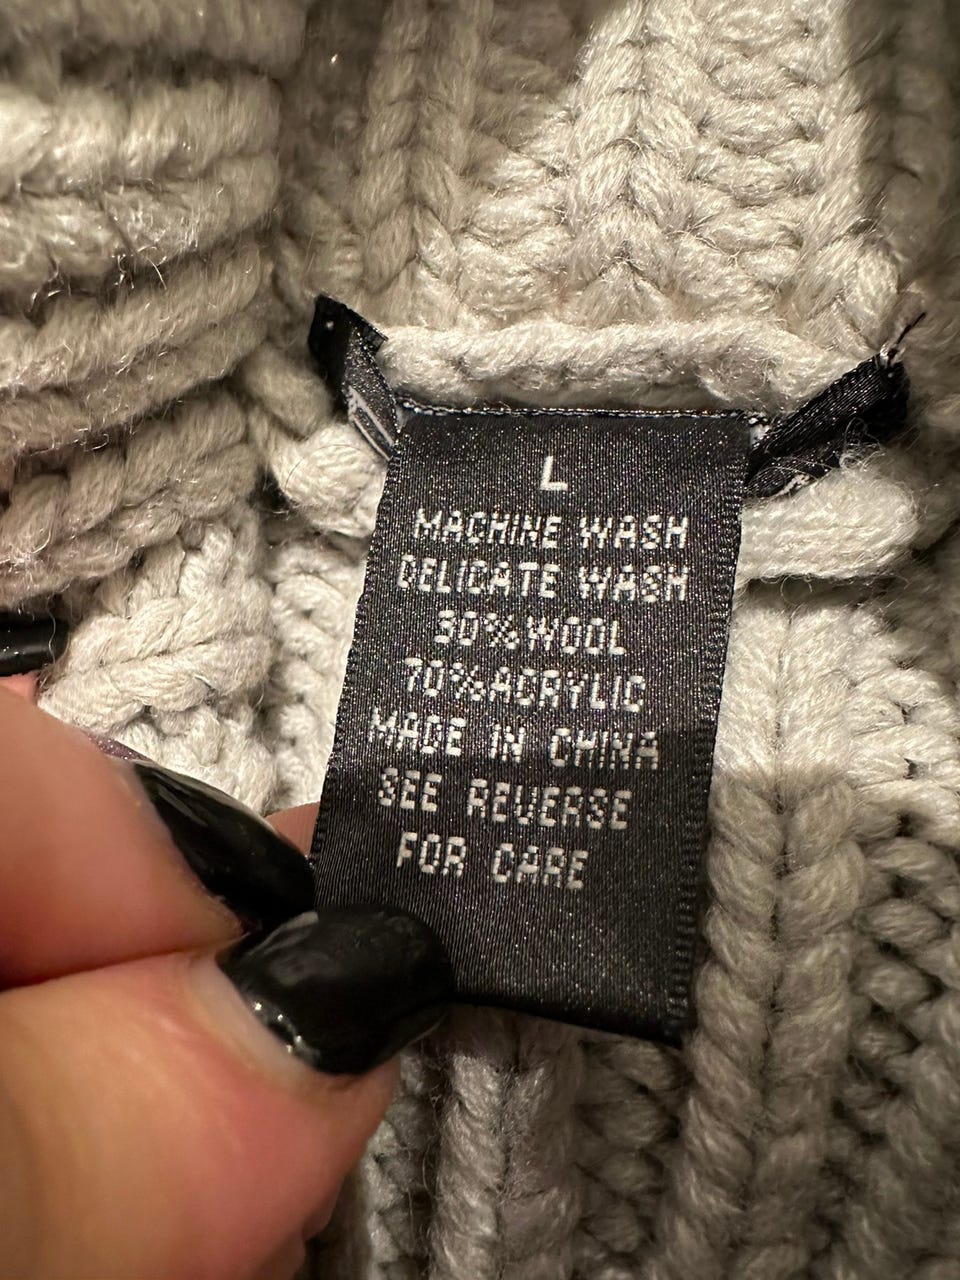 L
MACHINE WASH
DELICATE WASH
30%WOOL
70%ACRYLIC
MADE IN CHINA
SEE REVERSE
FOR CARE